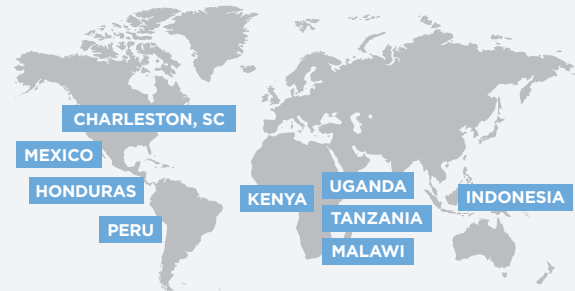 CHARLESTON, SC
MEXICO
HONDURAS
PERU
KENYA
UGANDA
TANZANIA
MALAWI
INDONESIA